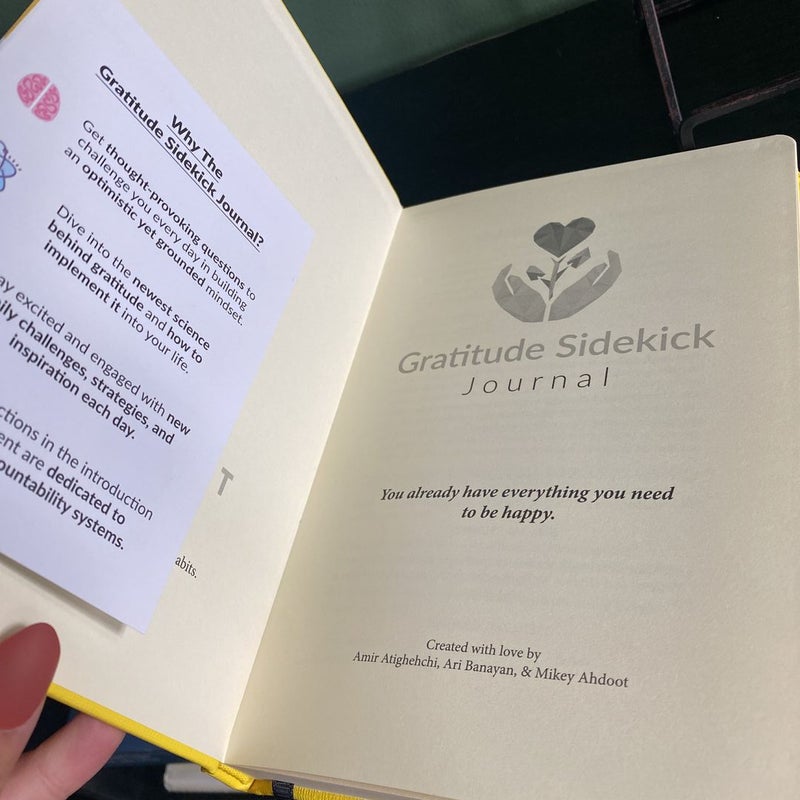 Why The
Gratitude Sidekick Journal?
Get thought-provoking questions to
challenge you every day in building
an optimistic yet grounded mindset.
Dive into the newest science
behind gratitude and how to
implement it into your life.
excited and engaged with new
challenges, strategies, and
inspiration each day.
in the introduction
are dedicated to
systems.
T
Gratitude Sidekick
Journal
You already have everything you need
to be happy.
Created with love by
Amir Atighehchi, Ari Banayan, & Mikey Ahdoot